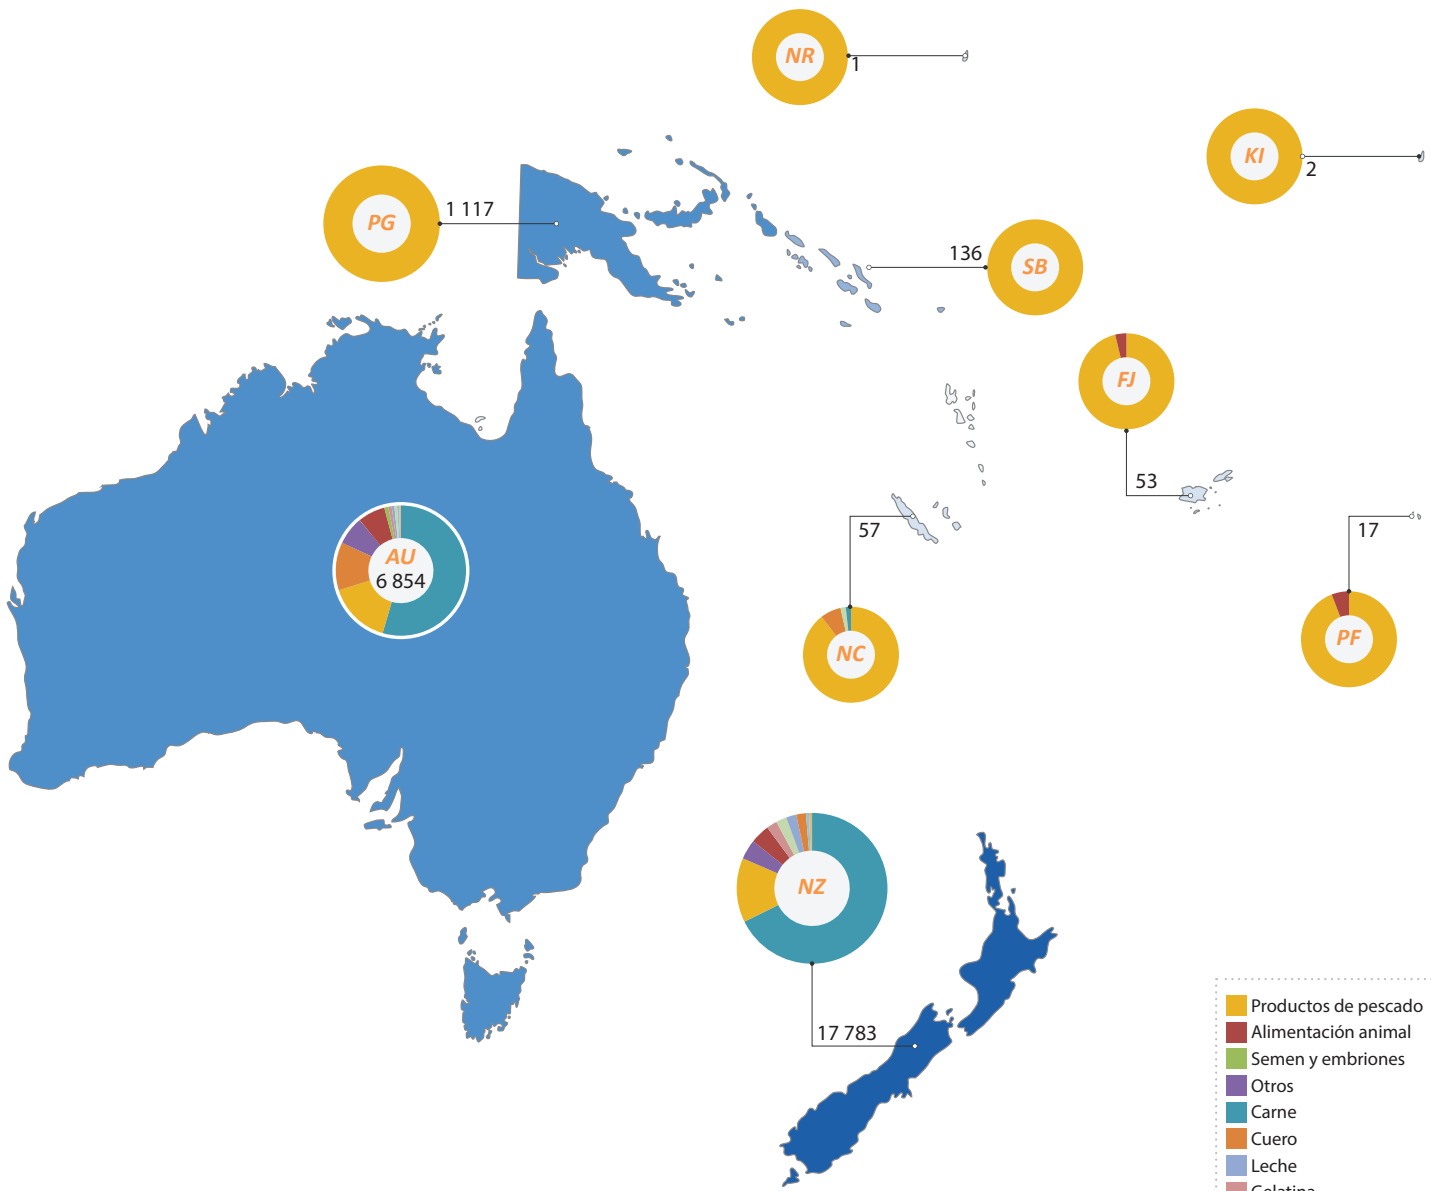 NR
1
KI
2
PG
1 117
136
SB
FJ
53
57
17
AU
6 854
NC
PF
NZ
17 783
Productos de pescado
Alimentación animal
Semen y embriones
Otros
Carne
Cuero
Leche
Gelatina